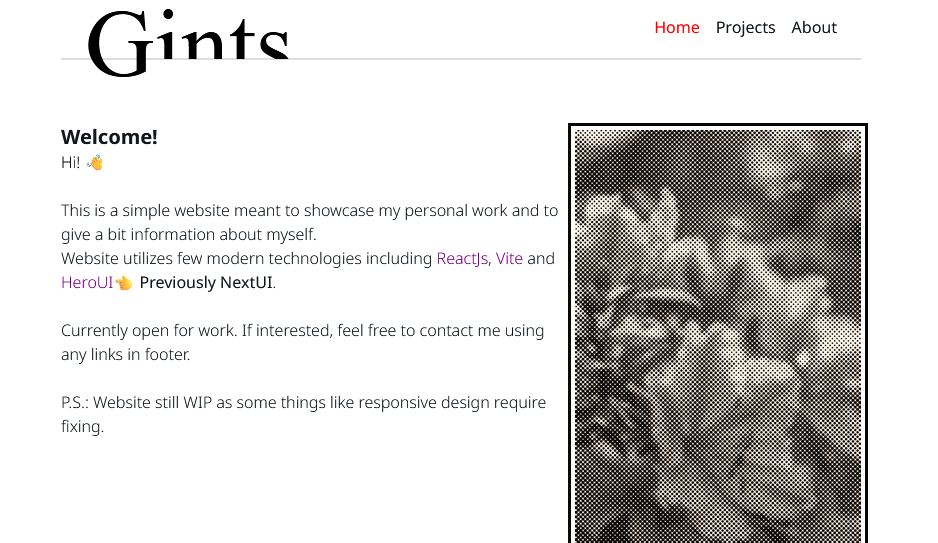 Gints
Home Projects About
Welcome!
Hi! 👋
This is a simple website meant to showcase my personal work and to
give a bit information about myself.
Website utilizes few modern technologies including ReactJs, Vite and
HeroUI👈 Previously NextUI.
Currently open for work. If interested, feel free to contact me using
any links in footer.
P.S.: Website still WIP as some things like responsive design require
fixing.